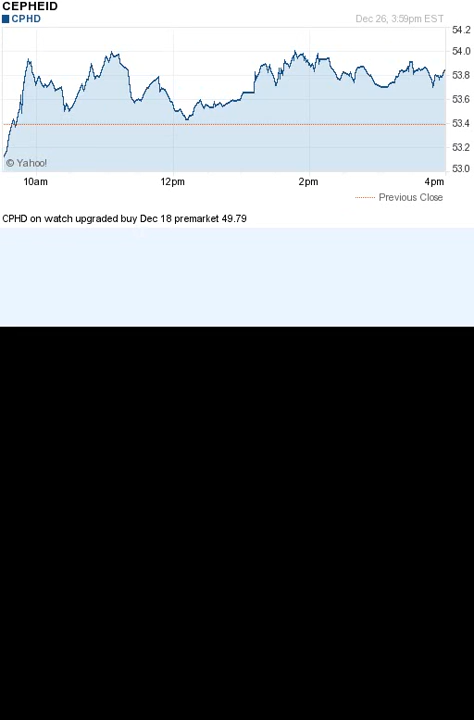 CEPHEID
CPHD Dec 26, 3:59pm EST
54.2
54.0
53.8
53.6
53.4
53.2
53.0
© Yahoo!
10am 12pm 2pm 4pm
Previous Close
CPHD on watch upgraded buy Dec 18 premarket 49.79